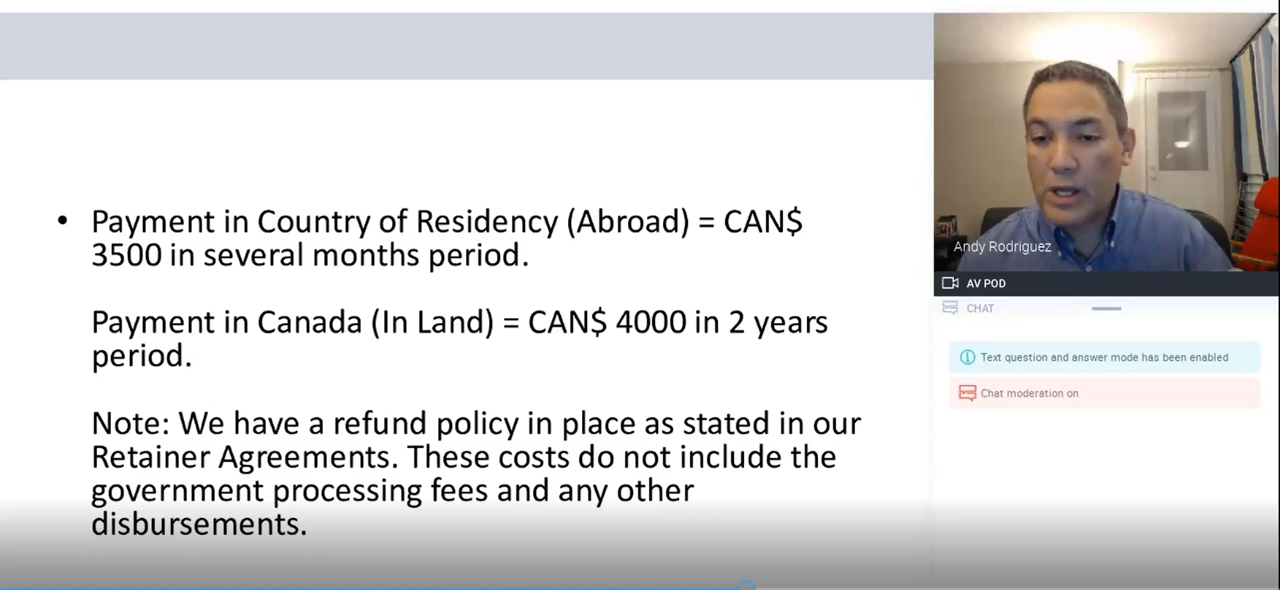 • Payment in Country of Residency (Abroad) = CAN$
3500 in several months period.
Payment in Canada (In Land) = CAN$ 4000 in 2 years
period.
Note: We have a refund policy in place as stated in our
Retainer Agreements. These costs do not include the
government processing fees and any other
disbursements.
Andy Rodriguez
AV POD
CHAT
Text question and answer mode has been enabled
Chat moderation on